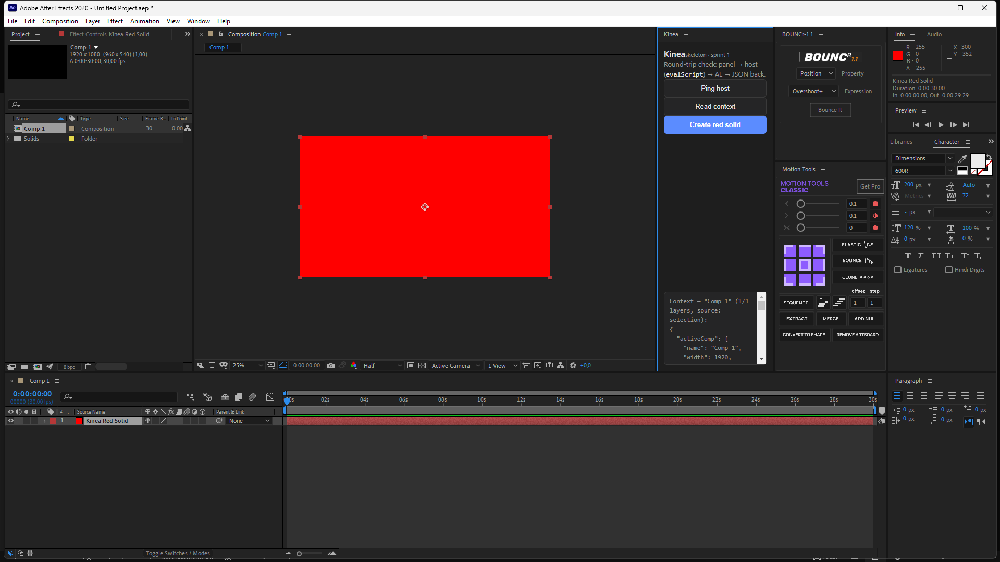 Adobe After Effects 2020 - Untitled Project.aep *
File Edit Composition Layer Effect Animation View Window Help
Project
Effect Controls Kinea Red Solid
Comp 1
1920 x 1080 (960 x 540) (1,00)
Δ 0:00:30:00, 30,00 fps
Name Type Size Frame R... In Point
Comp 1 Composition 30 0:00
Solids Folder
8 bpc
Composition Comp 1
Comp 1
25%
0:00:00:00
Half
Active Camera
1 View
+0,0
Kinea
Kinea skeleton · sprint 1
Round-trip check: panel → host
(evalScript) → AE → JSON back.
Ping host
Read context
Create red solid
Context — "Comp 1" (1/1
layers, source:
selection):
{
"activeComp": {
"name": "Comp 1",
"width": 1920,
BOUNCr-1.1
BOUNCR 1.1
Position Property
Overshoot+ Expression
Bounce It
Motion Tools
MOTION TOOLS
CLASSIC
Get Pro
0.1
0.1
0
ELASTIC
BOUNCE
CLONE
offset step
SEQUENCE 1 1
EXTRACT MERGE ADD NULL
CONVERT TO SHAPE REMOVE ARTBOARD
Info Audio
R: 255
G: 0
B: 0
A: 255
X: 300
Y: 352
Kinea Red Solid
Duration: 0:00:30:00
In: 0:00:00:00, Out: 0:00:29:29
Preview
Libraries Character
Dimensions
600R
200 px Auto
Metrics 72
- px
120 % 100 %
0 px 0 %
Ligatures Hindi Digits
Comp 1
0:00:00:00
00000 (30.00 fps)
# Source Name Parent & Link
1 Kinea Red Solid None
00s 02s 04s 06s 08s 10s 12s 14s 16s 18s 20s 22s 24s 26s 28s 30s
Toggle Switches / Modes
Paragraph
0 px 0 px 0 px
0 px 0 px